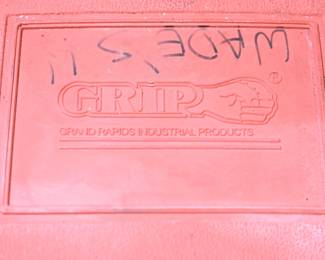 WADE'S !!
GRIP®
GRAND RAPIDS INDUSTRIAL PRODUCTS